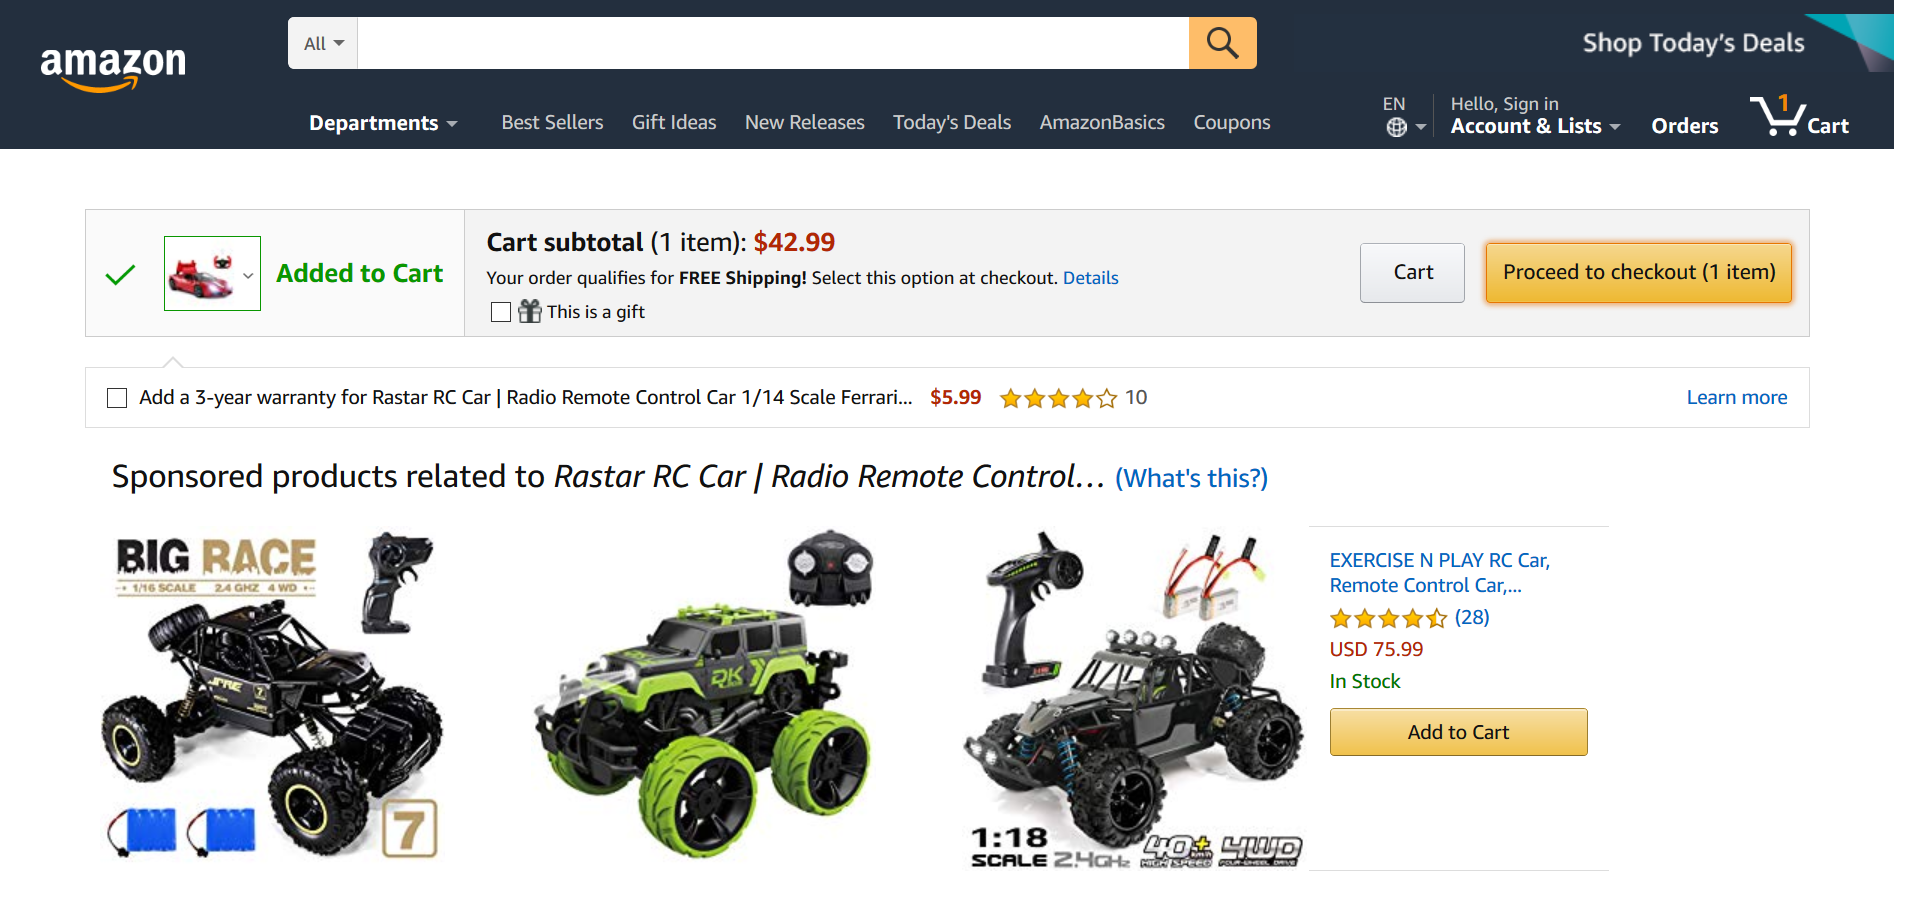 amazon
All
Shop Today's Deals
Departments
Best Sellers
Gift Ideas
New Releases
Today's Deals
AmazonBasics
Coupons
EN
Hello, Sign in
Account & Lists
Orders
1
Cart
Added to Cart
Cart subtotal (1 item): $42.99
Your order qualifies for FREE Shipping! Select this option at checkout. Details
This is a gift
Cart
Proceed to checkout (1 item)
Add a 3-year warranty for Rastar RC Car | Radio Remote Control Car 1/14 Scale Ferrari... $5.99 10
Learn more
Sponsored products related to Rastar RC Car | Radio Remote Control... (What's this?)
BIG RACE
1/16 SCALE 2.4 GHZ 4 WD
7
7
DK
1:18
SCALE 2.4GHz
40+
HIGH SPEED
4WD
FOUR-WHEEL DRIVE
EXERCISE N PLAY RC Car,
Remote Control Car,...
(28)
USD 75.99
In Stock
Add to Cart